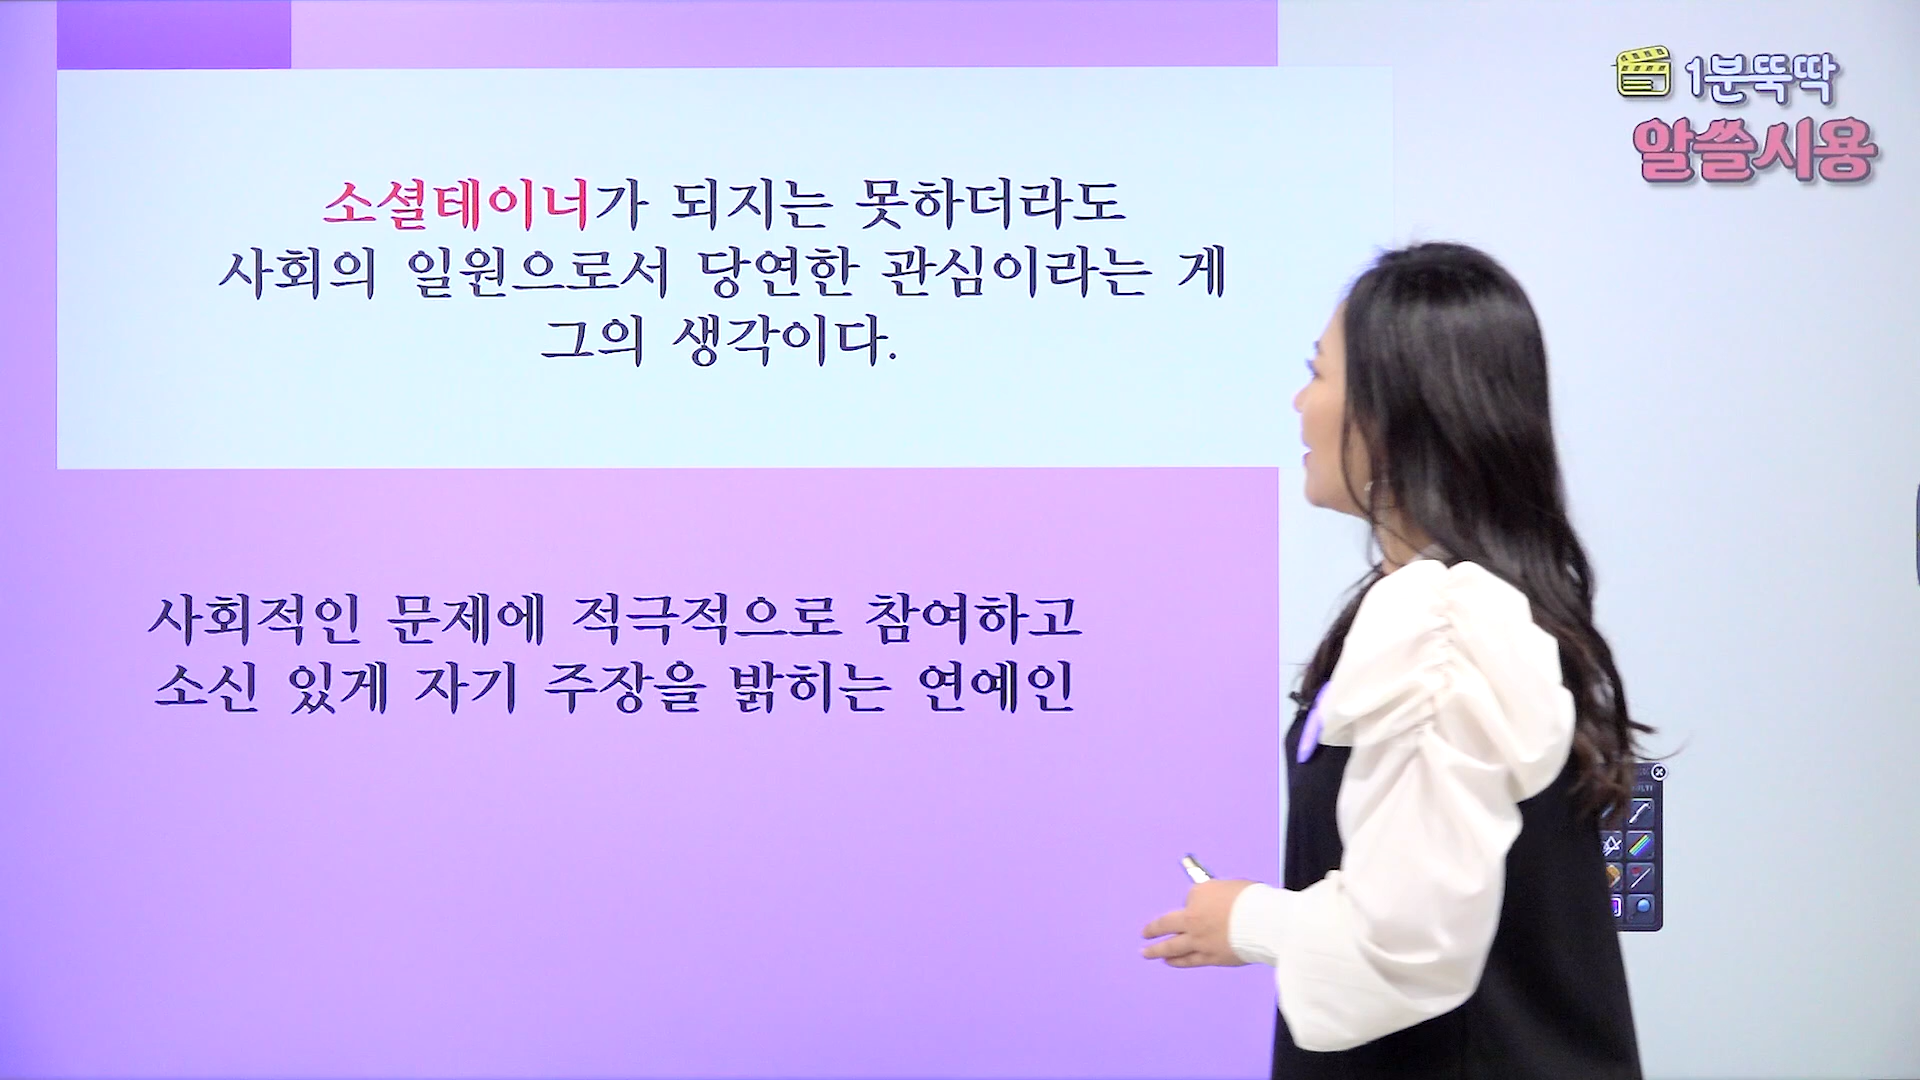 1분뚝딱
알쓸시용
소셜테이너가 되지는 못하더라도
사회의 일원으로서 당연한 관심이라는 게
그의 생각이다.
사회적인 문제에 적극적으로 참여하고
소신 있게 자기 주장을 밝히는 연예인